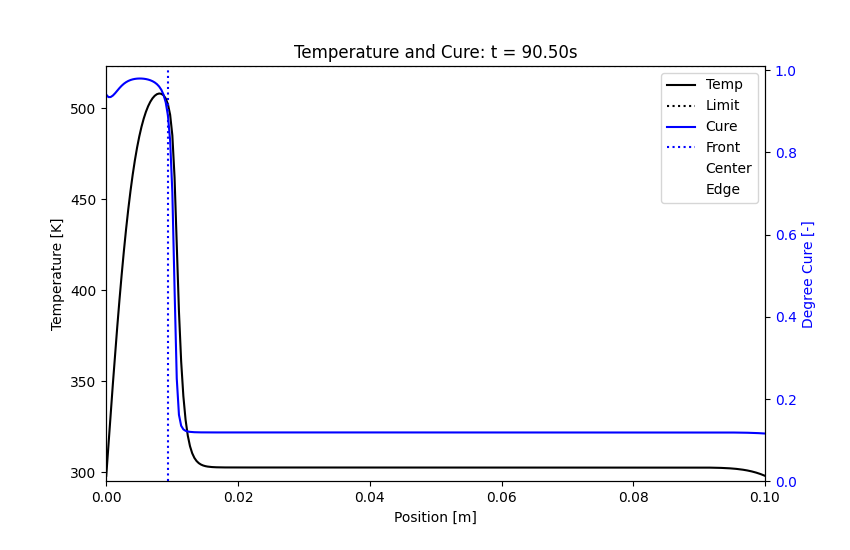 Temperature and Cure: t = 90.50s
Temperature [K]
500
450
400
350
300
Temp
Limit
Cure
Front
Center
Edge
1.0
0.8
0.6
0.4
0.2
0.0
Degree Cure [-]
0.00
0.02
0.04
0.06
0.08
0.10
Position [m]